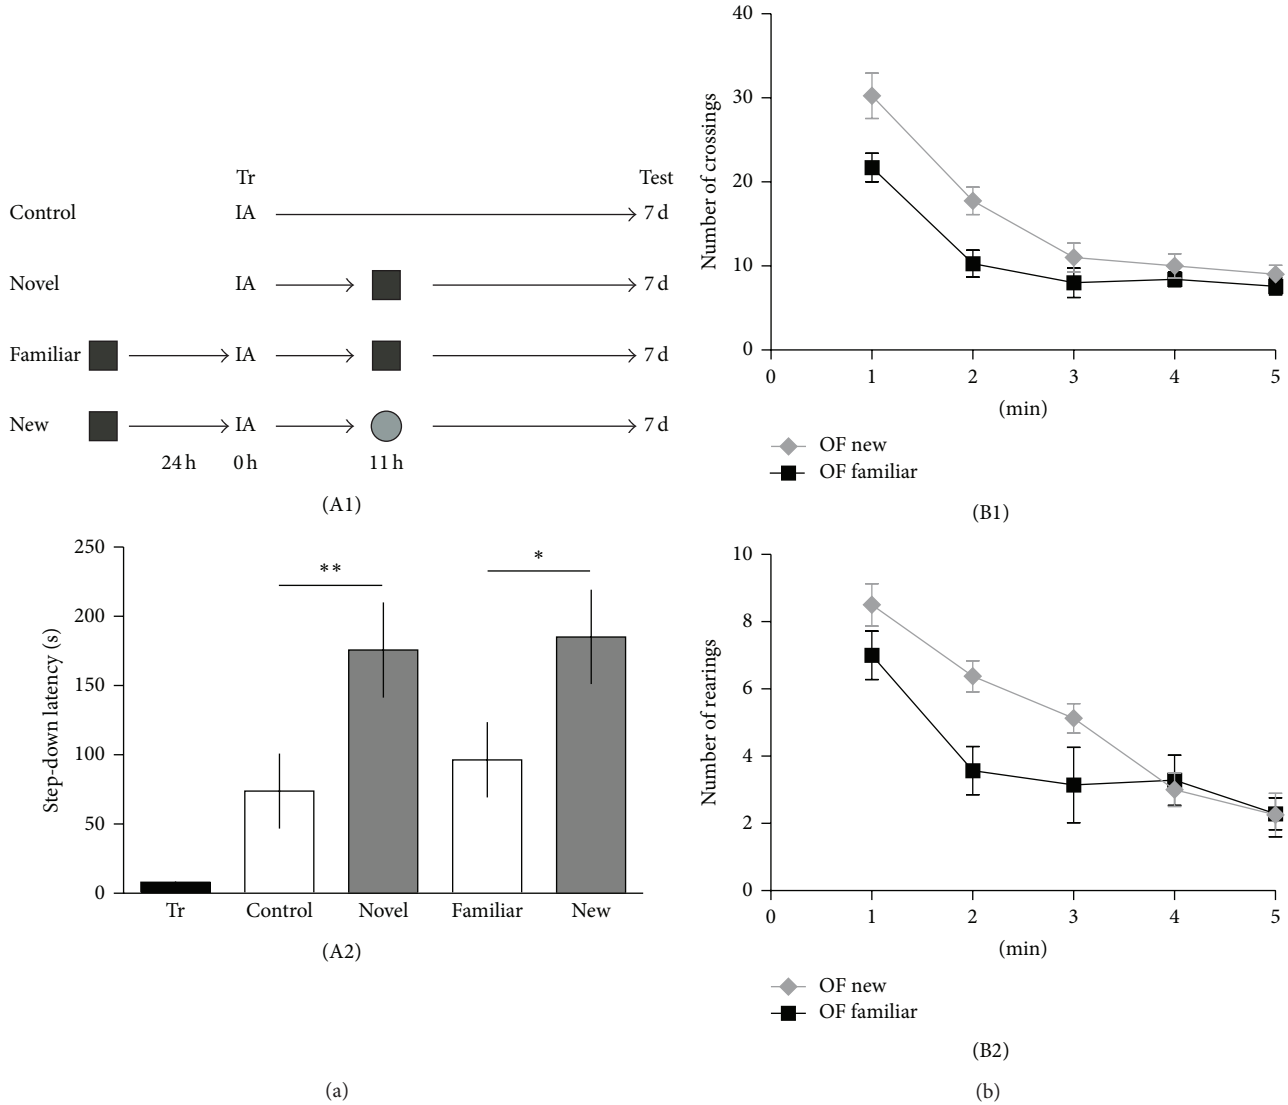 Tr Test
Control IA 7 d
Novel IA 7 d
Familiar IA 7 d
New IA 7 d
24 h 0 h 11 h
(A1)
Step-down latency (s)
250
200
150
100
50
0
**
*
Tr Control Novel Familiar New
(A2)
(a)
Number of crossings
40
30
20
10
0
0 1 2 3 4 5
(min)
OF new
OF familiar
(B1)
Number of rearings
10
8
6
4
2
0
0 1 2 3 4 5
(min)
OF new
OF familiar
(B2)
(b)